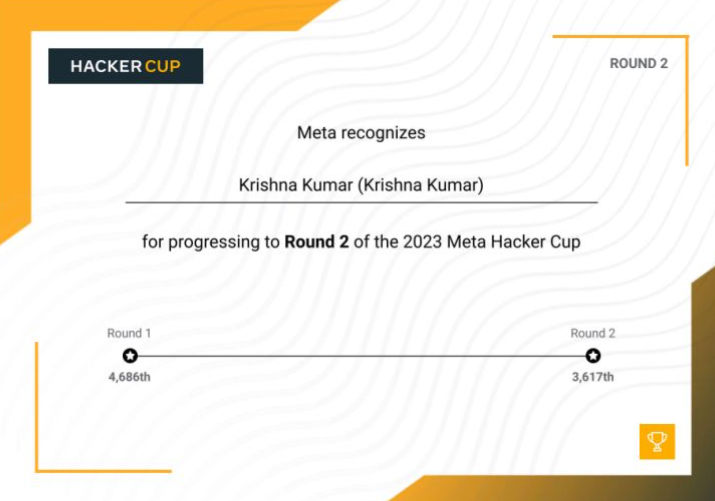 HACKER CUP
ROUND 2
Meta recognizes
Krishna Kumar (Krishna Kumar)
for progressing to Round 2 of the 2023 Meta Hacker Cup
Round 1
Round 2
4,686th
3,617th